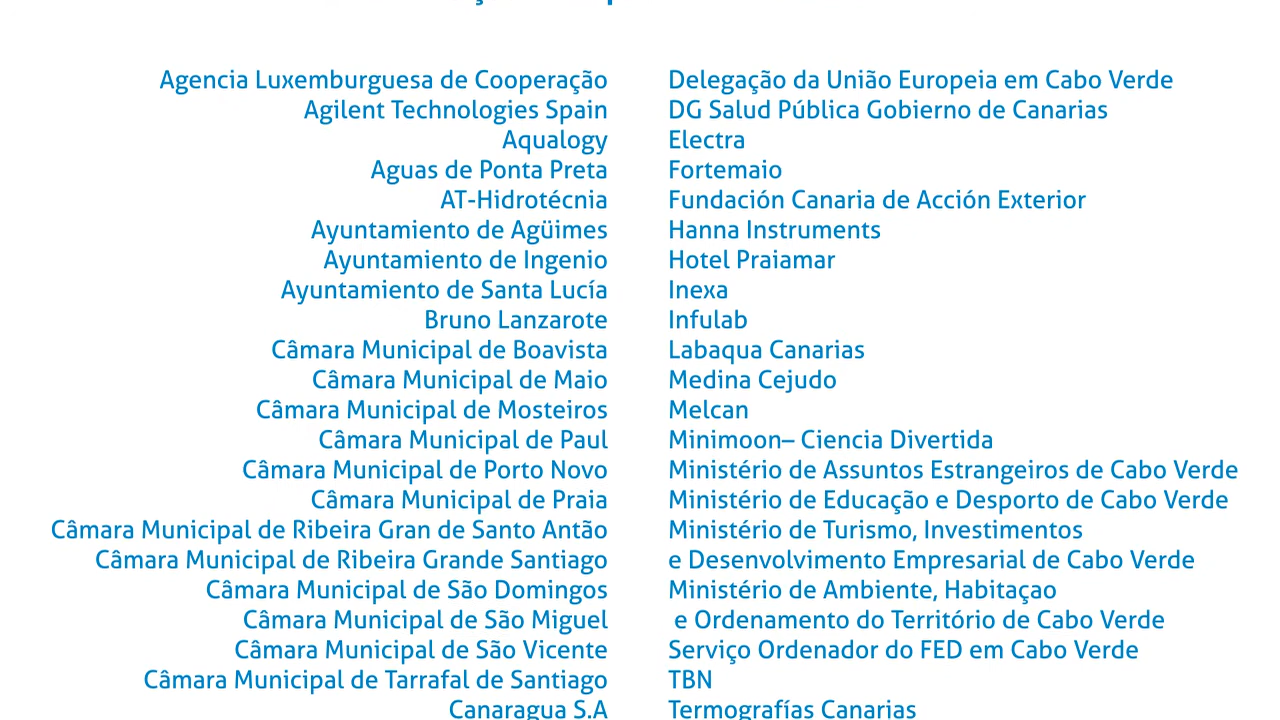 Agencia Luxemburguesa de Cooperação
Agilent Technologies Spain
Aqualogy
Aguas de Ponta Preta
AT-Hidrotécnia
Ayuntamiento de Agüimes
Ayuntamiento de Ingenio
Ayuntamiento de Santa Lucía
Bruno Lanzarote
Câmara Municipal de Boavista
Câmara Municipal de Maio
Câmara Municipal de Mosteiros
Câmara Municipal de Paul
Câmara Municipal de Porto Novo
Câmara Municipal de Praia
Câmara Municipal de Ribeira Gran de Santo Antão
Câmara Municipal de Ribeira Grande Santiago
Câmara Municipal de São Domingos
Câmara Municipal de São Miguel
Câmara Municipal de São Vicente
Câmara Municipal de Tarrafal de Santiago
Canaragua S.A
Delegação da União Europeia em Cabo Verde
DG Salud Pública Gobierno de Canarias
Electra
Fortemaio
Fundación Canaria de Acción Exterior
Hanna Instruments
Hotel Praiamar
Inexa
Infulab
Labaqua Canarias
Medina Cejudo
Melcan
Minimoon– Ciencia Divertida
Ministério de Assuntos Estrangeiros de Cabo Verde
Ministério de Educação e Desporto de Cabo Verde
Ministério de Turismo, Investimentos
e Desenvolvimento Empresarial de Cabo Verde
Ministério de Ambiente, Habitaçao
e Ordenamento do Território de Cabo Verde
Serviço Ordenador do FED em Cabo Verde
TBN
Termografías Canarias